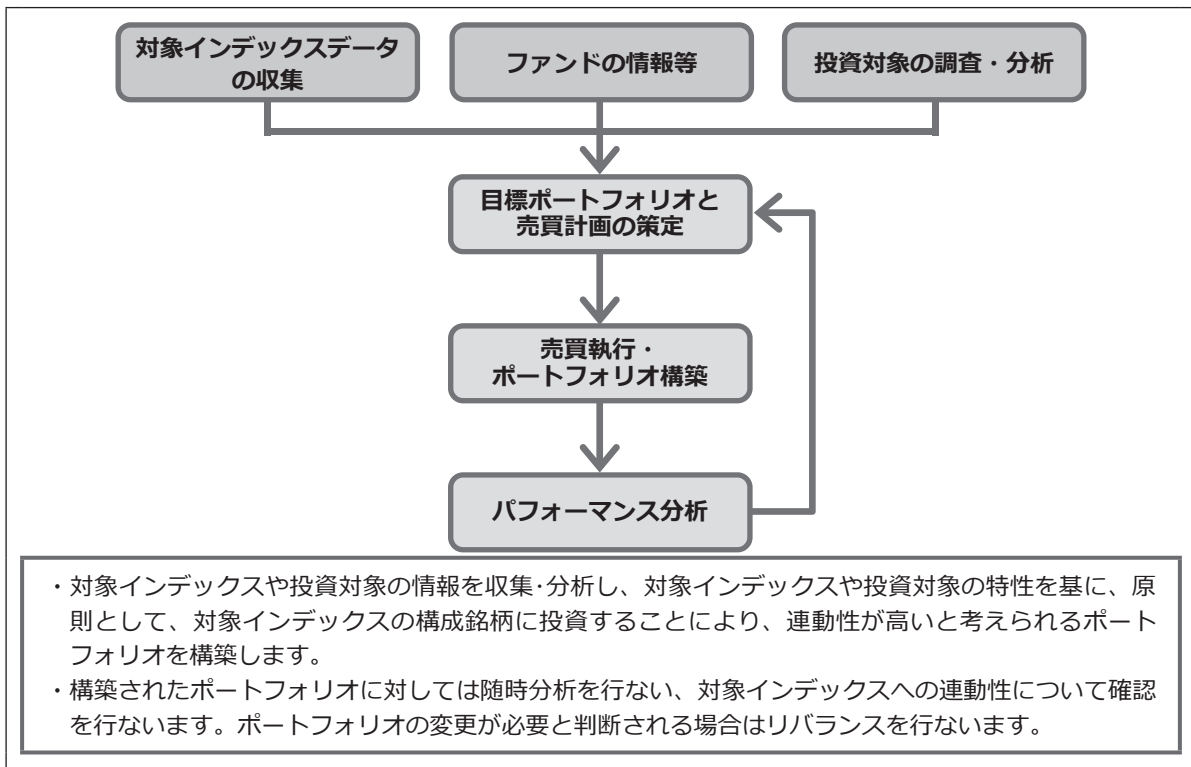 対象インデックスデータ
の収集
ファンドの情報等
投資対象の調査・分析
目標ポートフォリオと
売買計画の策定
売買執行・
ポートフォリオ構築
パフォーマンス分析
・対象インデックスや投資対象の情報を収集･分析し、対象インデックスや投資対象の特性を基に、原
則として、対象インデックスの構成銘柄に投資することにより、連動性が高いと考えられるポート
フォリオを構築します。
・構築されたポートフォリオに対しては随時分析を行ない、対象インデックスへの連動性について確認
を行ないます。ポートフォリオの変更が必要と判断される場合はリバランスを行ないます。